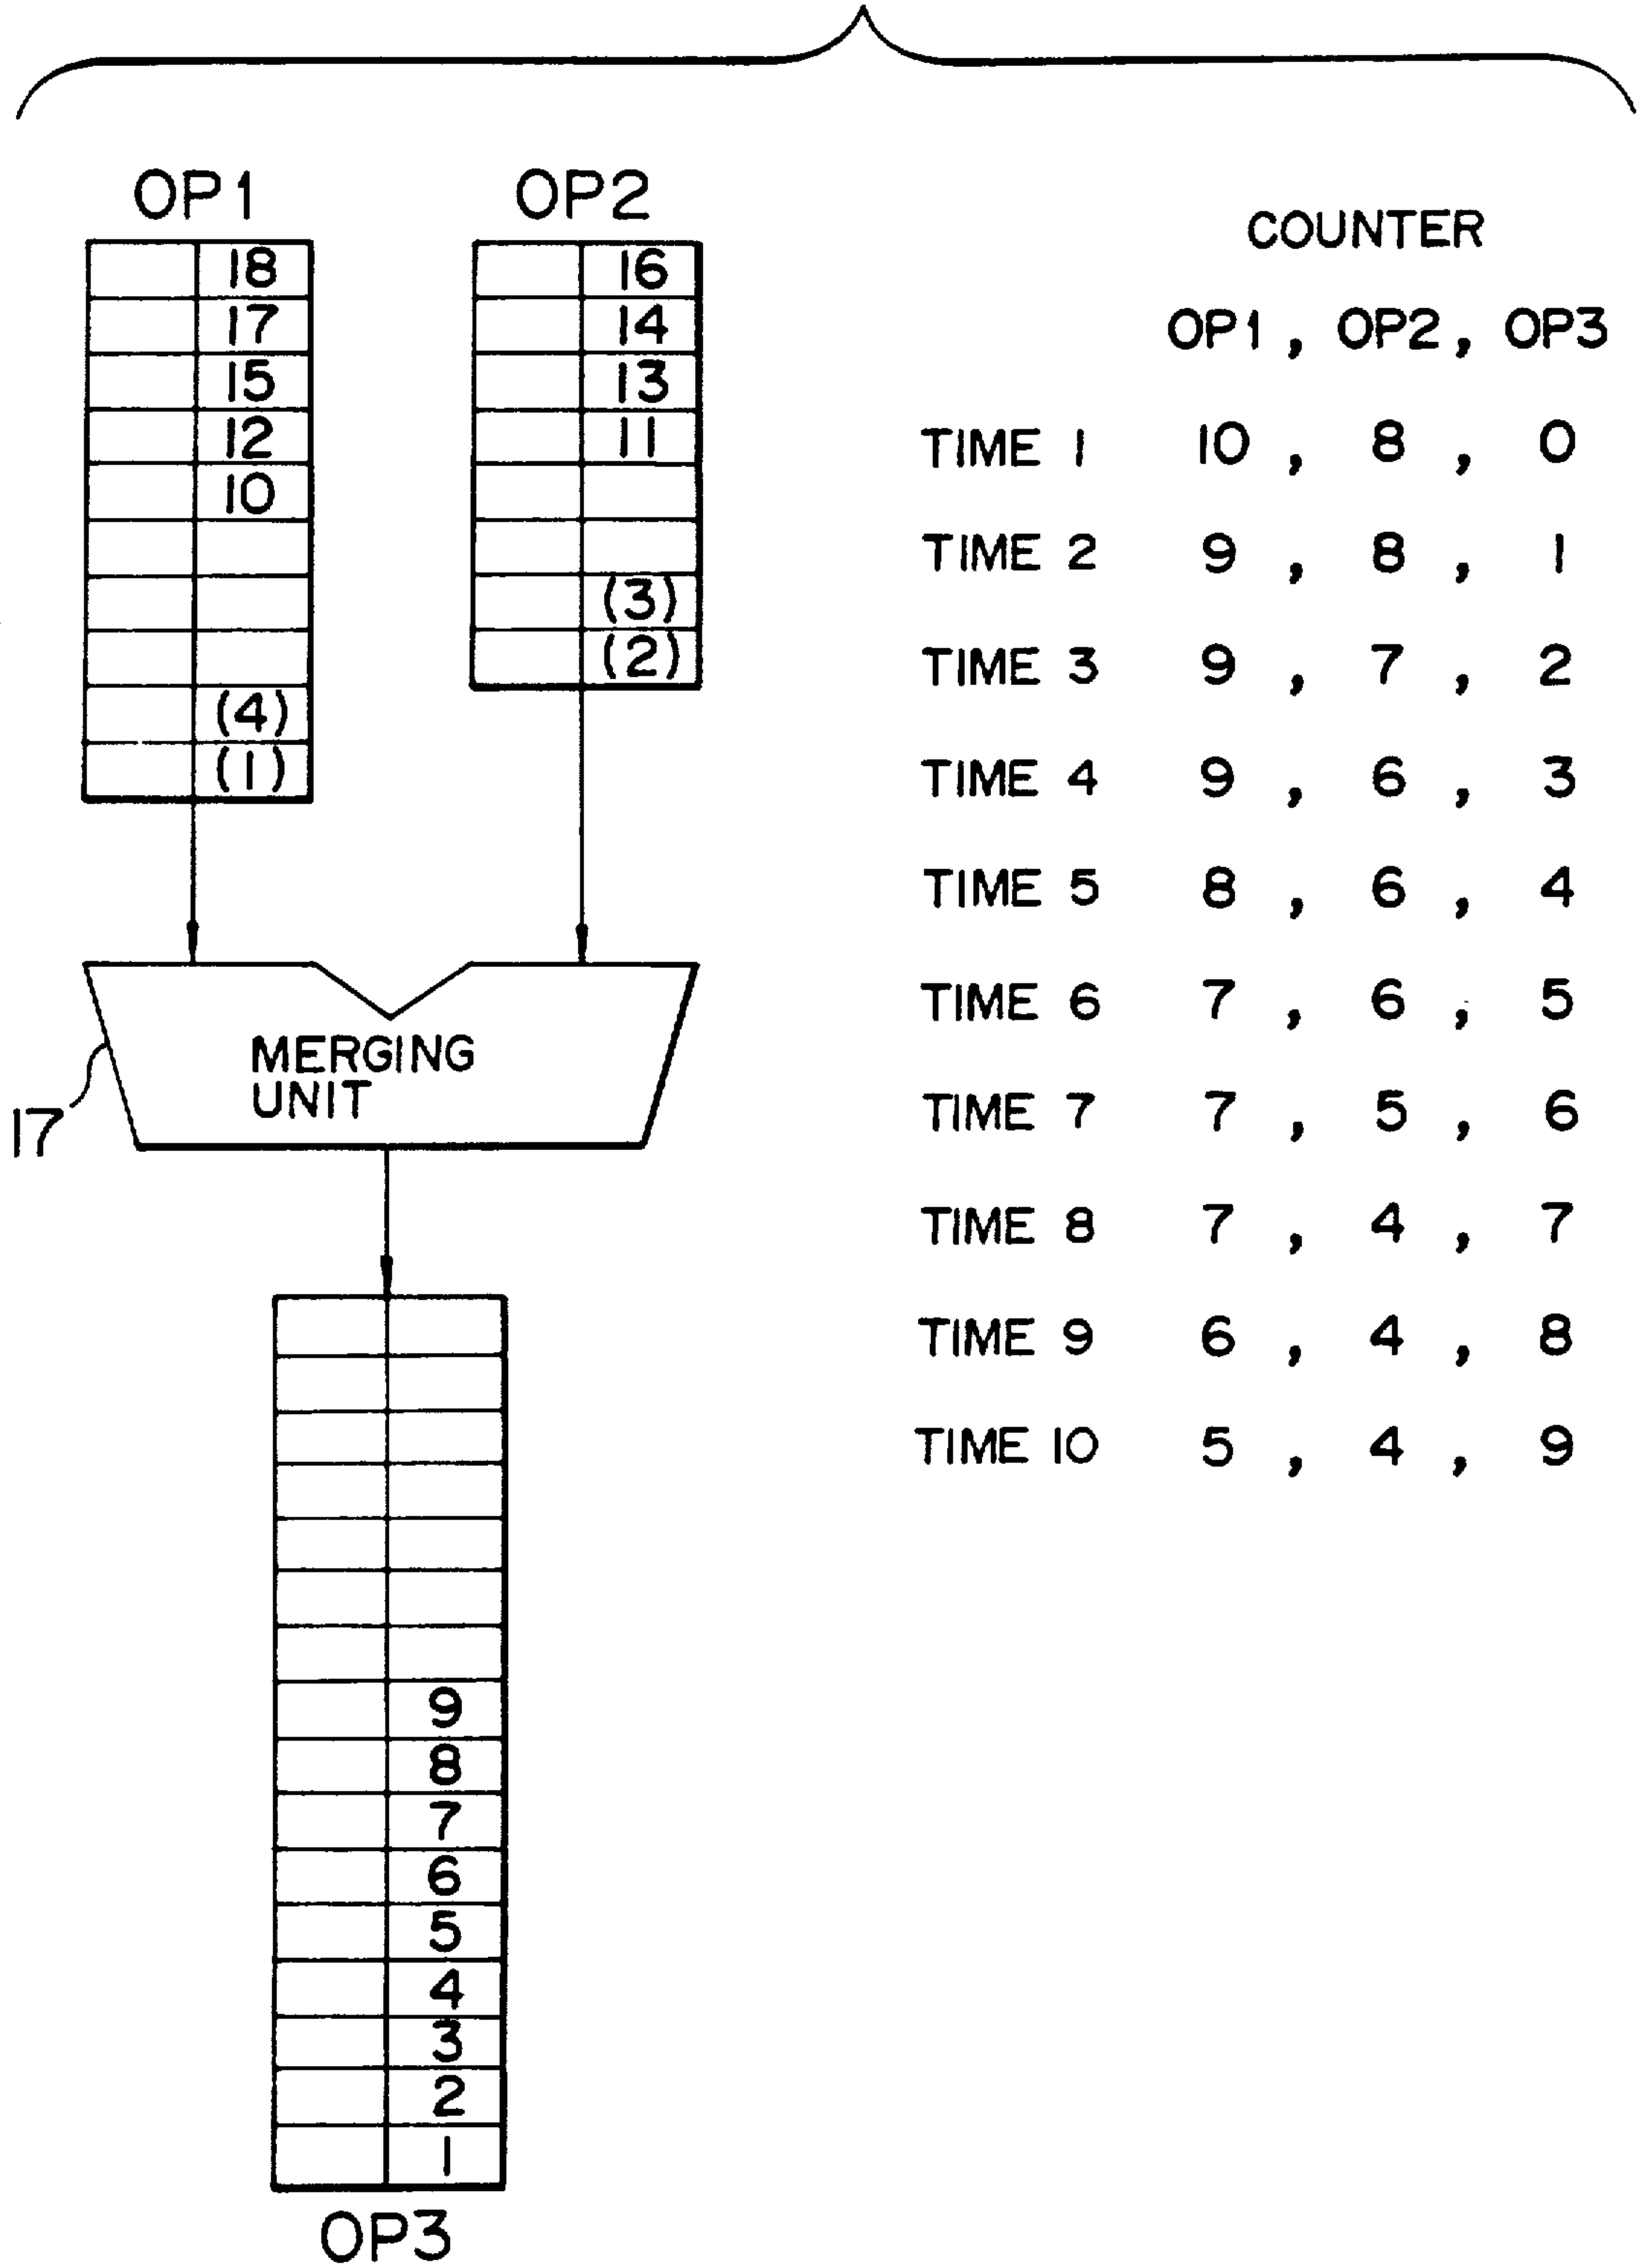 OP1
18
17
15
12
10
(4)
(1)
OP2
16
14
13
11
(3)
(2)
MERGING
UNIT
17
9
8
7
6
5
4
3
2
1
OP3
COUNTER
OP1 , OP2 , OP3
TIME 1 10 , 8 , 0
TIME 2 9 , 8 , 1
TIME 3 9 , 7 , 2
TIME 4 9 , 6 , 3
TIME 5 8 , 6 , 4
TIME 6 7 , 6 , 5
TIME 7 7 , 5 , 6
TIME 8 7 , 4 , 7
TIME 9 6 , 4 , 8
TIME 10 5 , 4 , 9